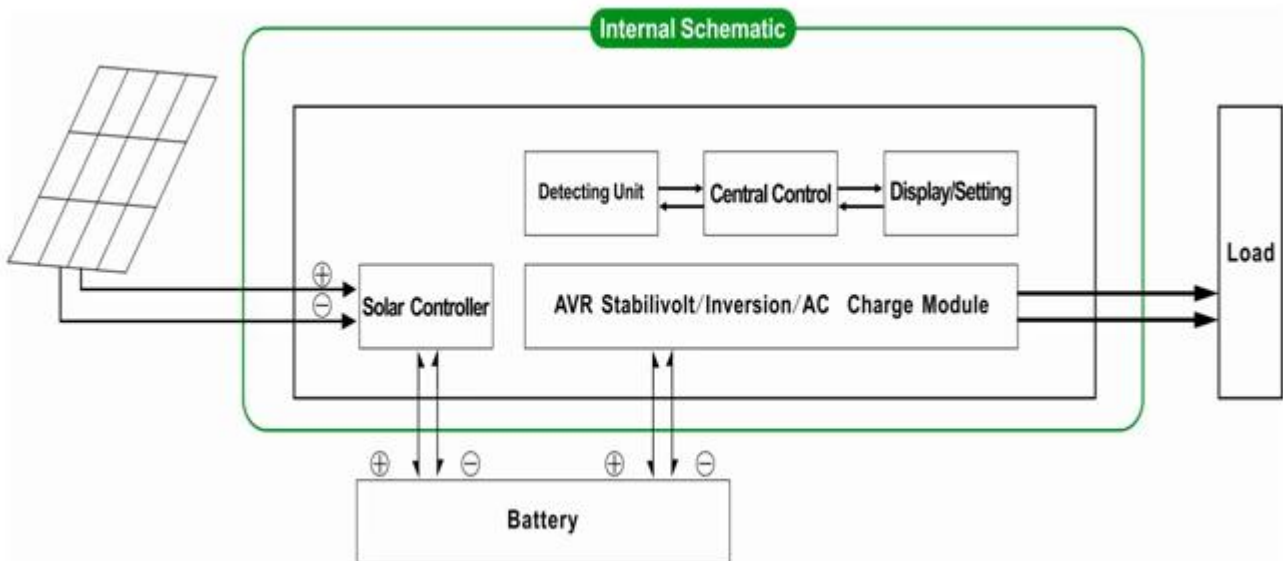 Internal Schematic
Detecting Unit
Central Control
Display/Setting
Load
+
−
Solar Controller
AVR Stabilivolt/Inversion/AC Charge Module
+
−
+
−
Battery